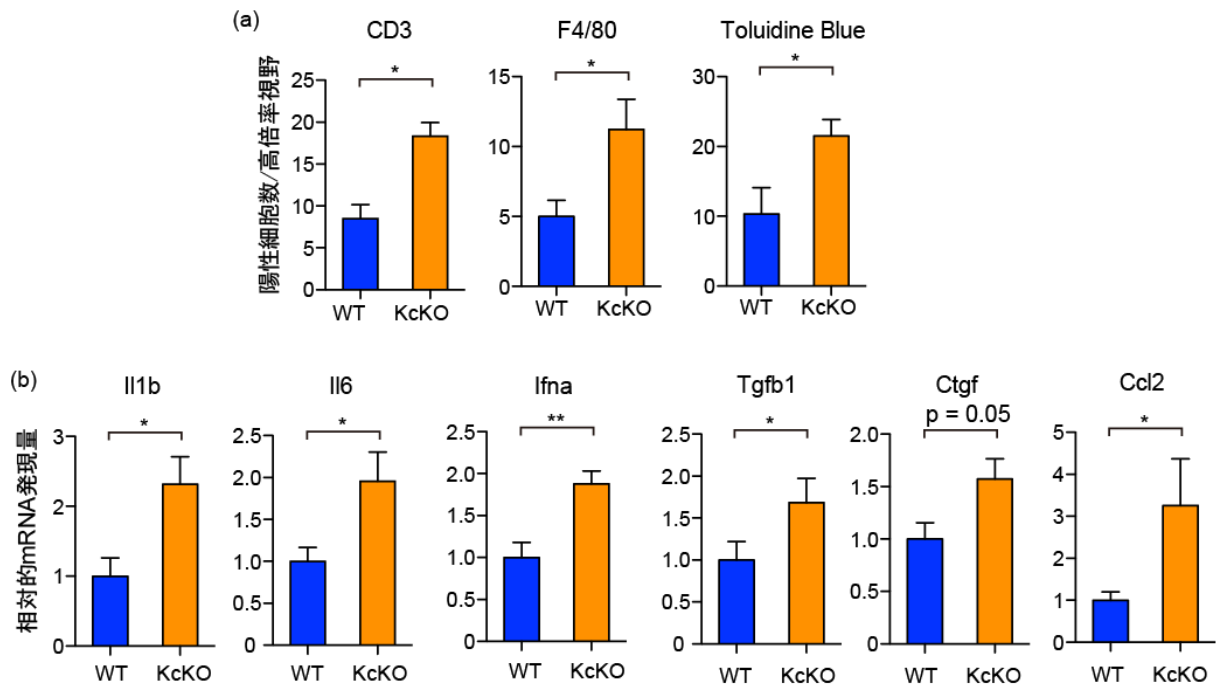 (a)
CD3
F4/80
Toluidine Blue
陽性細胞数/高倍率視野
*
*
*
25
20
15
10
5
0
WT
KcKO
15
10
5
0
WT
KcKO
30
20
10
0
WT
KcKO
(b)
Il1b
Il6
Ifna
Tgfb1
Ctgf
Ccl2
相対的mRNA発現量
*
*
**
*
p = 0.05
*
3
2
1
0
WT
KcKO
2.5
2.0
1.5
1.0
0.5
0
WT
KcKO
2.5
2.0
1.5
1.0
0.5
0
WT
KcKO
2.5
2.0
1.5
1.0
0.5
0
WT
KcKO
2.0
1.5
1.0
0.5
0
WT
KcKO
5
4
3
2
1
0
WT
KcKO